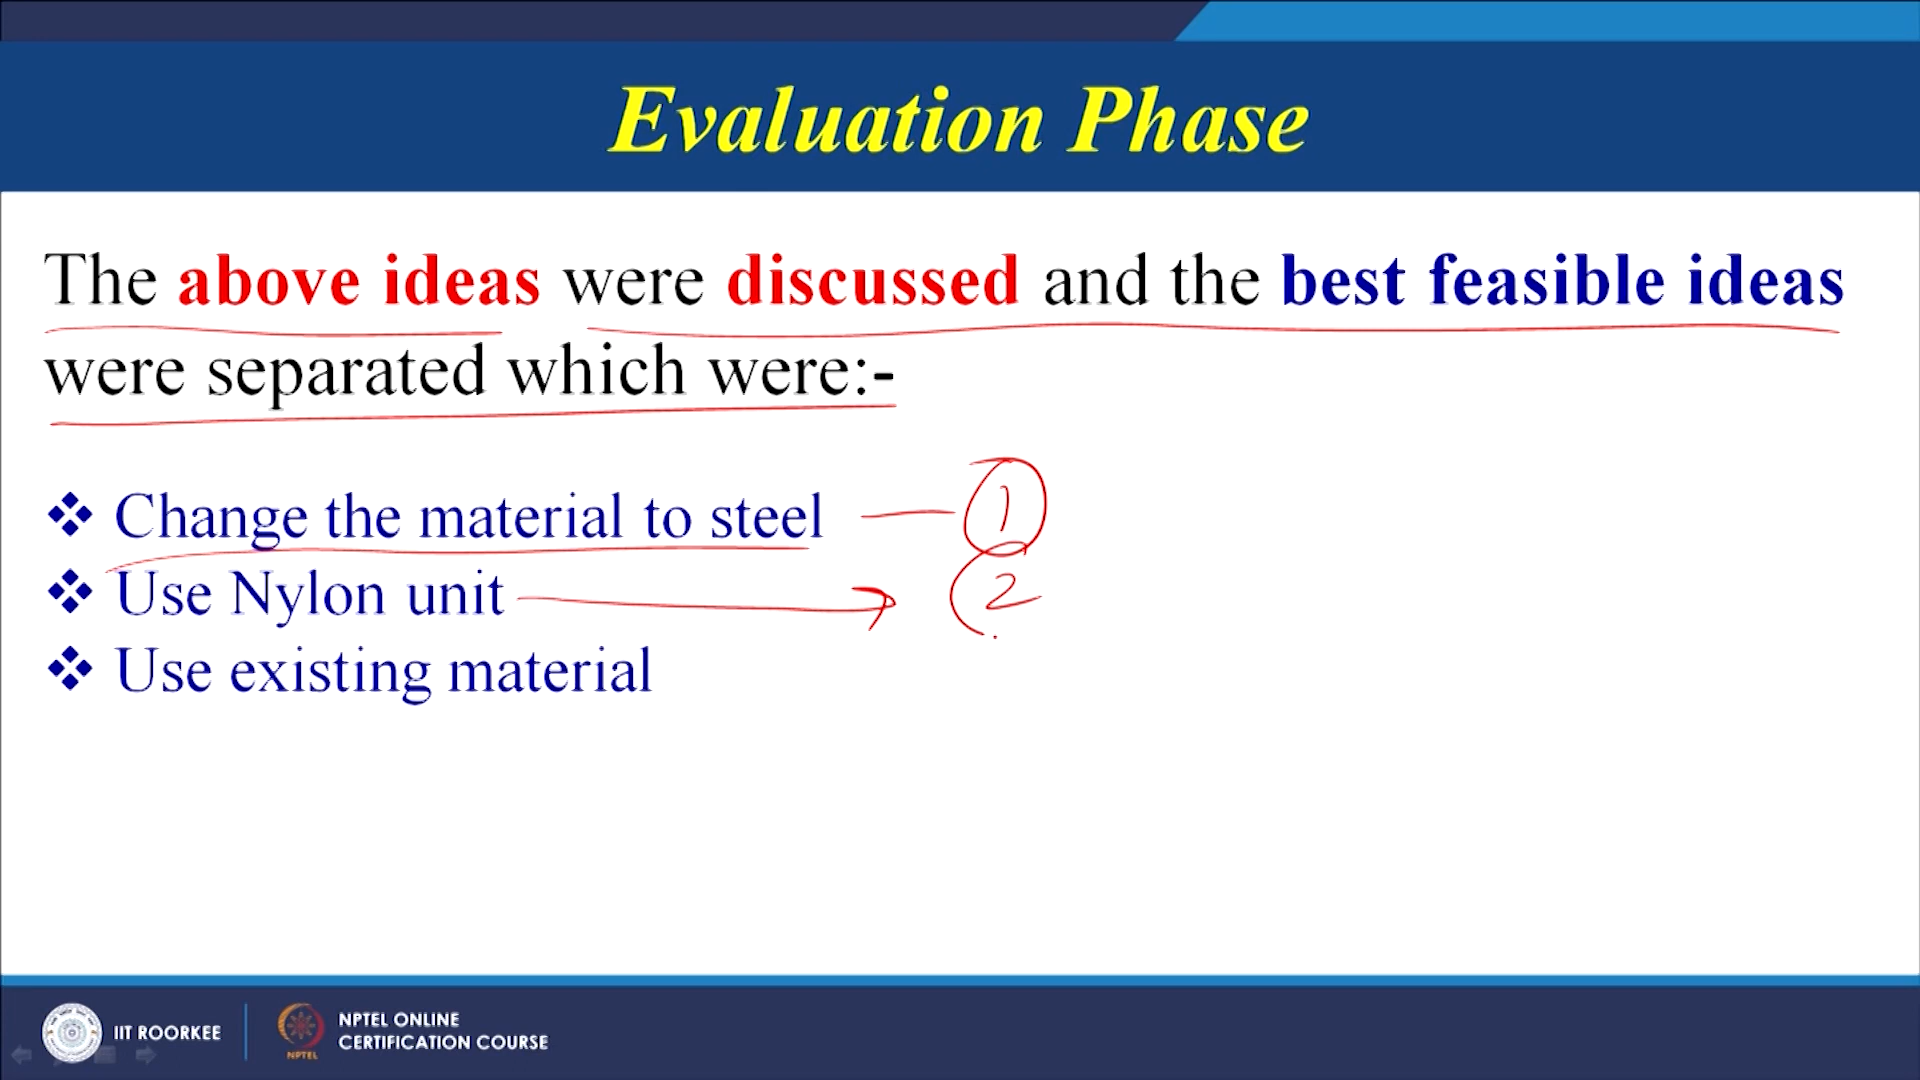 Evaluation Phase
The above ideas were discussed and the best feasible ideas
were separated which were:-
❖ Change the material to steel 1
❖ Use Nylon unit 2
❖ Use existing material
IIT ROORKEE
NPTEL
NPTEL ONLINE
CERTIFICATION COURSE